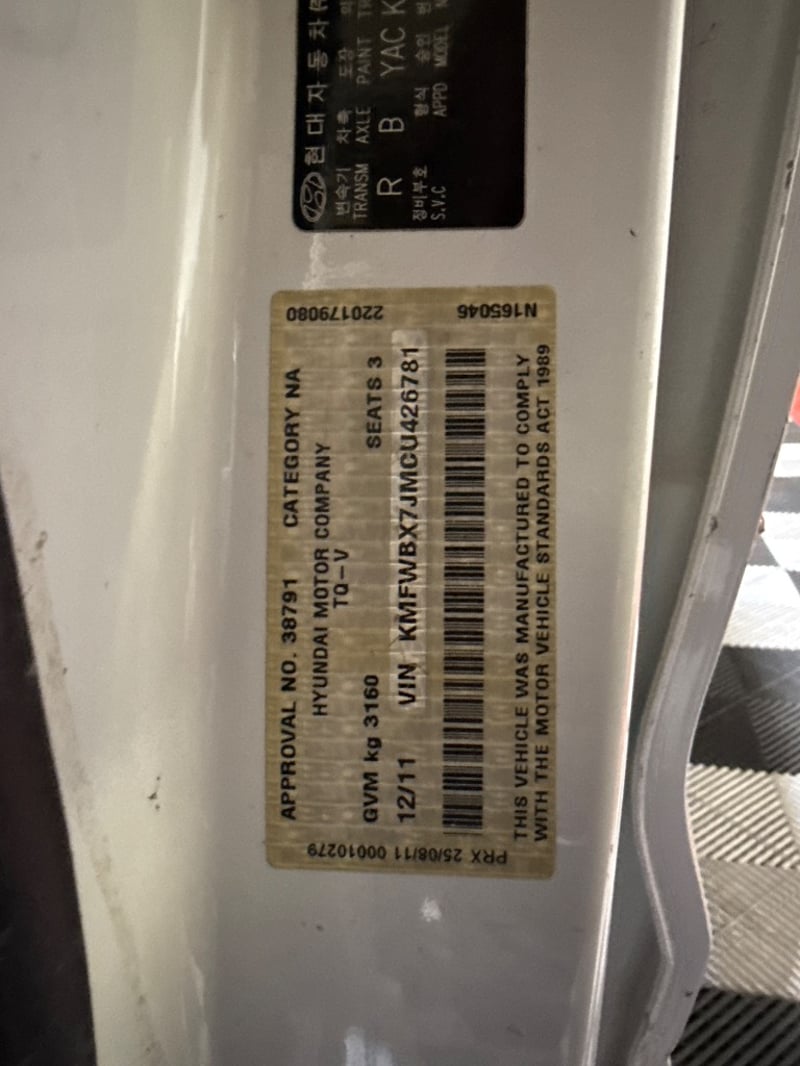 APPROVAL NO. 38791 CATEGORY NA
HYUNDAI MOTOR COMPANY
TQ-V
GVM kg 3160 SEATS 3
12/11 VIN KMFWBX7JMCU426781
THIS VEHICLE WAS MANUFACTURED TO COMPLY
WITH THE MOTOR VEHICLE STANDARDS ACT 1989
PRX 25/08/11 00010279
220179080
N165046
현대자동차
변속기 차축 도장
TRANSM AXLE PAINT
R B YAC
정비부호 형식 승인
S.V.C APPD MODEL